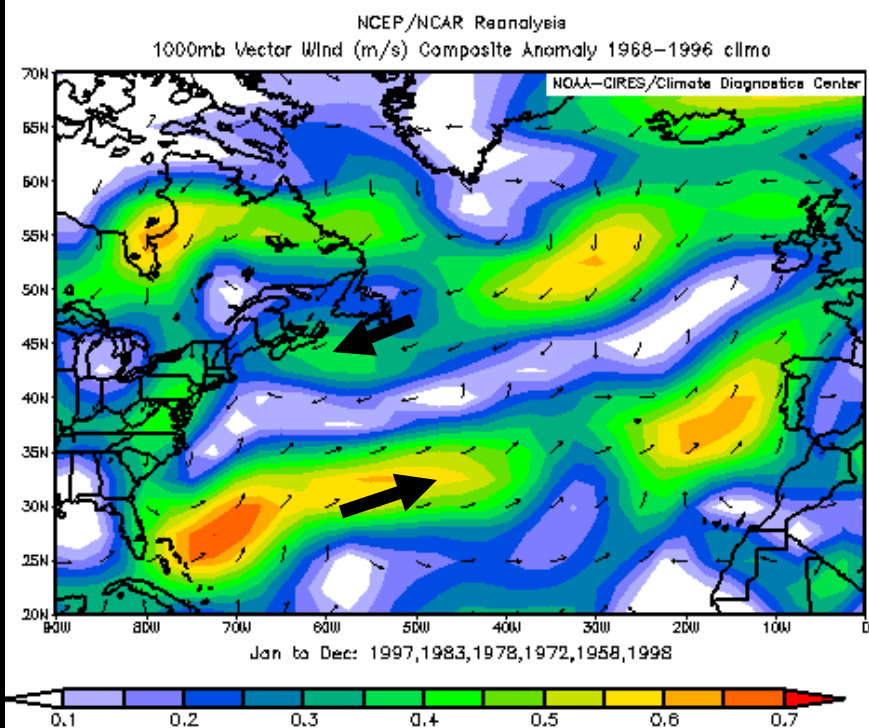 NCEP/NCAR Reanalysis
1000mb Vector Wind (m/s) Composite Anomaly 1968-1996 climo
NOAA-CIRES/Climate Diagnostics Center
70N
65N
60N
55N
50N
45N
40N
35N
30N
25N
20N
90W 80W 70W 60W 50W 40W 30W 20W 10W 0
Jan to Dec: 1997,1983,1978,1972,1958,1998
0.1 0.2 0.3 0.4 0.5 0.6 0.7